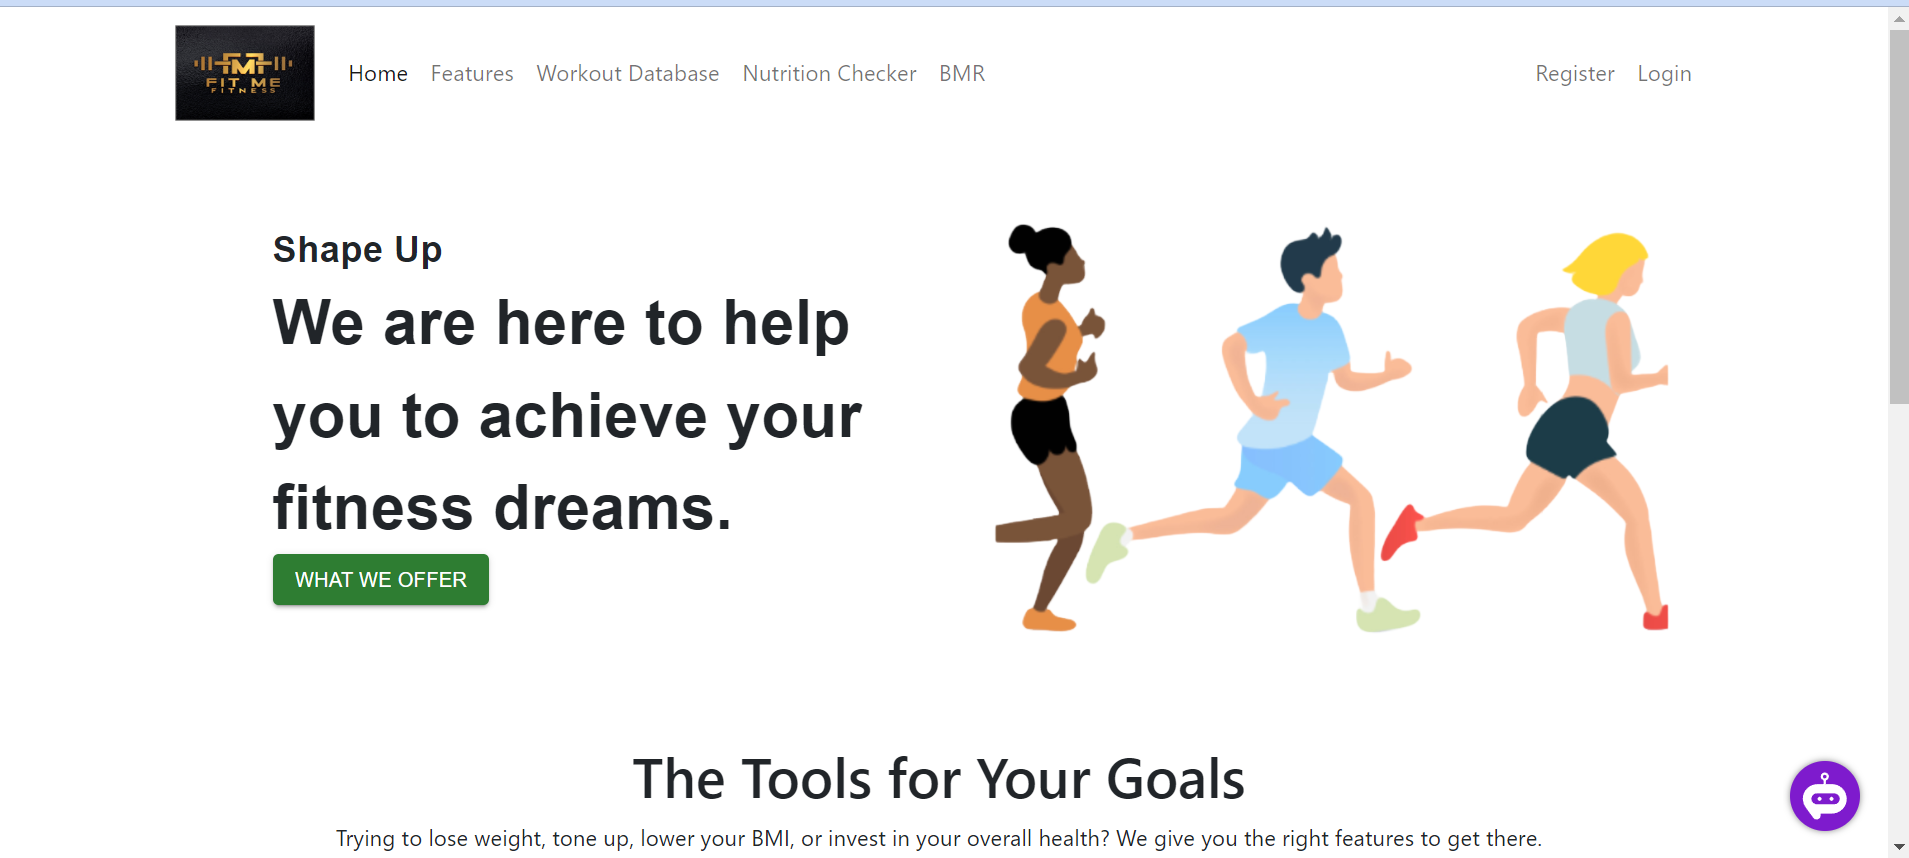 FMF
FIT ME
FITNESS
Home Features Workout Database Nutrition Checker BMR Register Login
Shape Up
We are here to help
you to achieve your
fitness dreams.
WHAT WE OFFER
The Tools for Your Goals
Trying to lose weight, tone up, lower your BMI, or invest in your overall health? We give you the right features to get there.